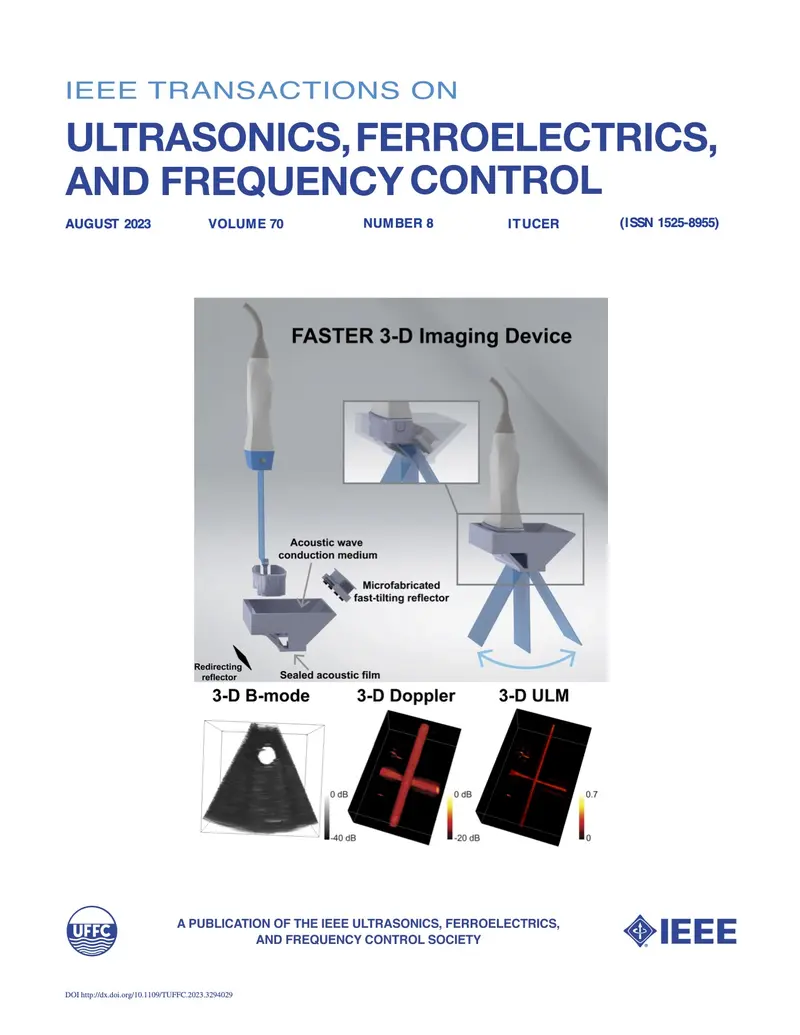 IEEE TRANSACTIONS ON
ULTRASONICS, FERROELECTRICS,
AND FREQUENCY CONTROL
AUGUST 2023 VOLUME 70 NUMBER 8 ITUCER (ISSN 1525-8955)
FASTER 3-D Imaging Device
Acoustic wave
conduction medium
Microfabricated
fast-tilting reflector
Redirecting
reflector
Sealed acoustic film
3-D B-mode 3-D Doppler 3-D ULM
0 dB 0 dB 0.7
-40 dB -20 dB 0
UFFC
A PUBLICATION OF THE IEEE ULTRASONICS, FERROELECTRICS,
AND FREQUENCY CONTROL SOCIETY
IEEE
DOI http://dx.doi.org/10.1109/TUFFC.2023.3294029